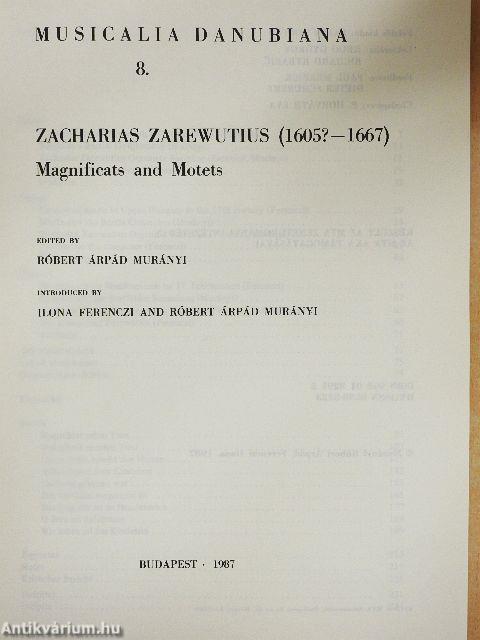 MUSICALIA DANUBIANA
8.
ZACHARIAS ZAREWUTIUS (1605?—1667)
Magnificats and Motets
EDITED BY
RÓBERT ÁRPÁD MURÁNYI
INTRODUCED BY
ILONA FERENCZI AND RÓBERT ÁRPÁD MURÁNYI
BUDAPEST · 1987
Antikvárium.hu